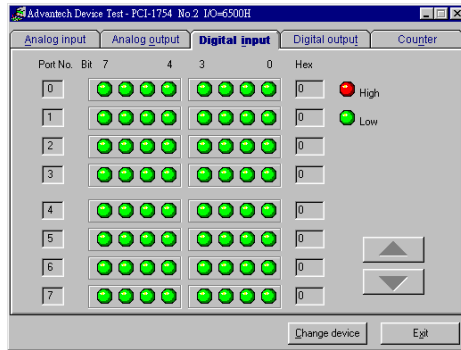 Advantech Device Test - PCI-1754 No.2 I/O=6500H
Analog input Analog output Digital input Digital output Counter
Port No. Bit 7 4 3 0 Hex
0 0 High
1 0 Low
2 0
3 0
4 0
5 0
6 0
7 0
Change device Exit